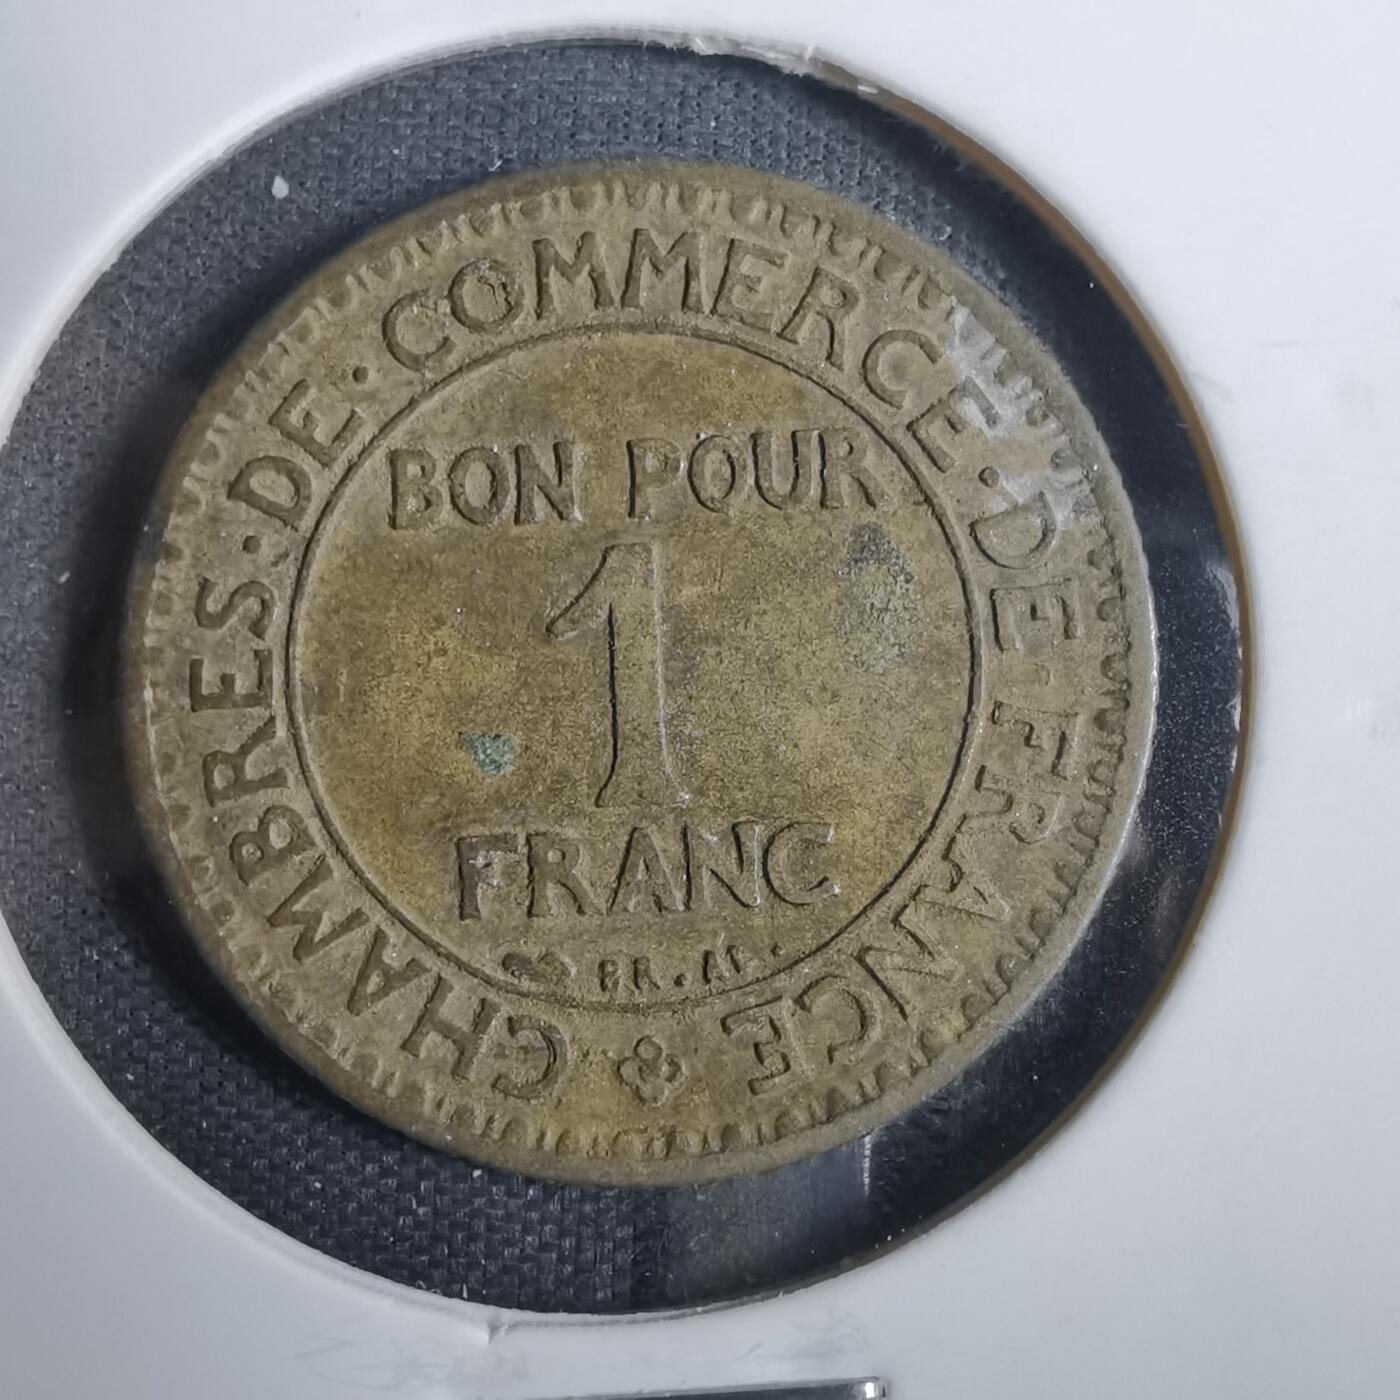 CHAMBRES·DE·COMMERCE·DE·FRANCE
BON POUR
1
FRANC